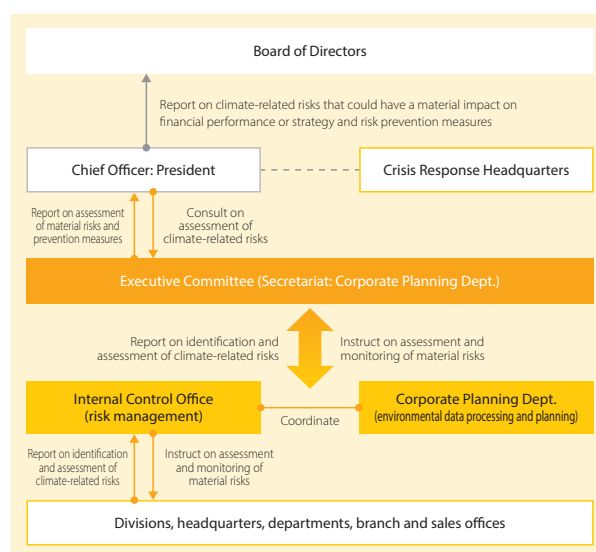 Board of Directors
Report on climate-related risks that could have a material impact on
financial performance or strategy and risk prevention measures
Chief Officer: President
Crisis Response Headquarters
Report on assessment
of material risks and
prevention measures
Consult on
assessment of
climate-related risks
Executive Committee (Secretariat: Corporate Planning Dept.)
Report on identification and
assessment of climate-related risks
Instruct on assessment and
monitoring of material risks
Internal Control Office
(risk management)
Coordinate
Corporate Planning Dept.
(environmental data processing and planning)
Report on identification
and assessment of
climate-related risks
Instruct on assessment
and monitoring of
material risks
Divisions, headquarters, departments, branch and sales offices